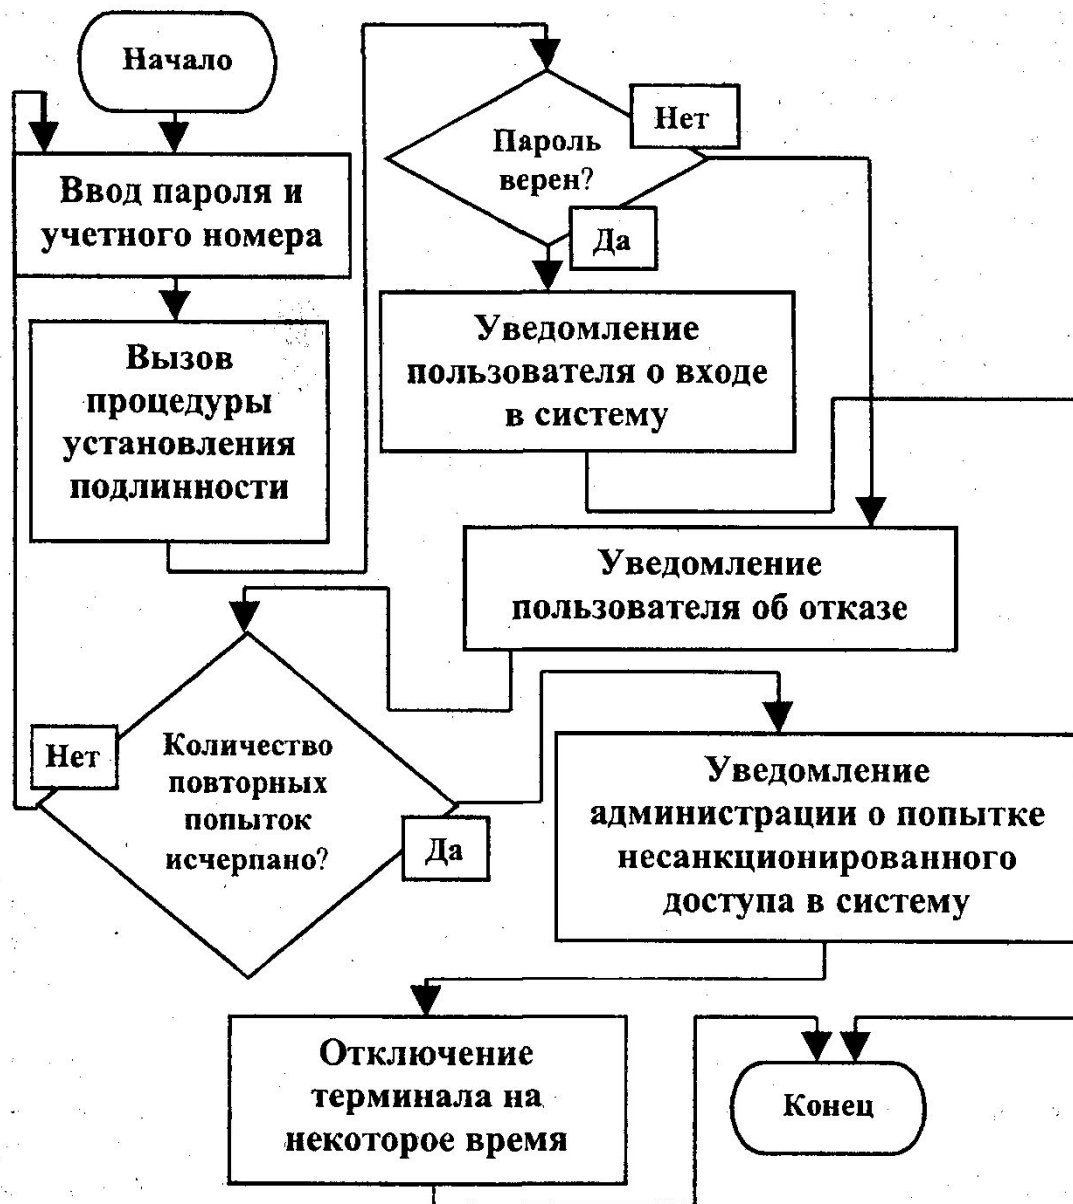 Начало
Ввод пароля и
учетного номера
Вызов
процедуры
установления
подлинности
Пароль
верен?
Нет
Да
Уведомление
пользователя о входе
в систему
Уведомление
пользователя об отказе
Количество
повторных
попыток
исчерпано?
Нет
Да
Уведомление
администрации о попытке
несанкционированного
доступа в систему
Отключение
терминала на
некоторое время
Конец